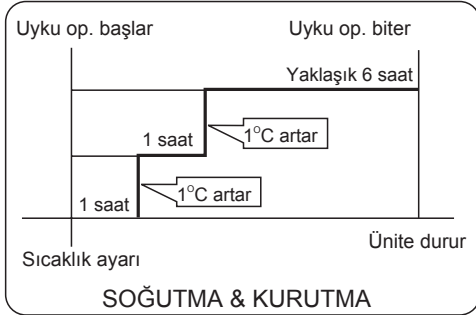 Uyku op. başlar
Uyku op. biter
Yaklaşık 6 saat
1 saat
1°C artar
1 saat
1°C artar
Sıcaklık ayarı
Ünite durur
SOĞUTMA & KURUTMA